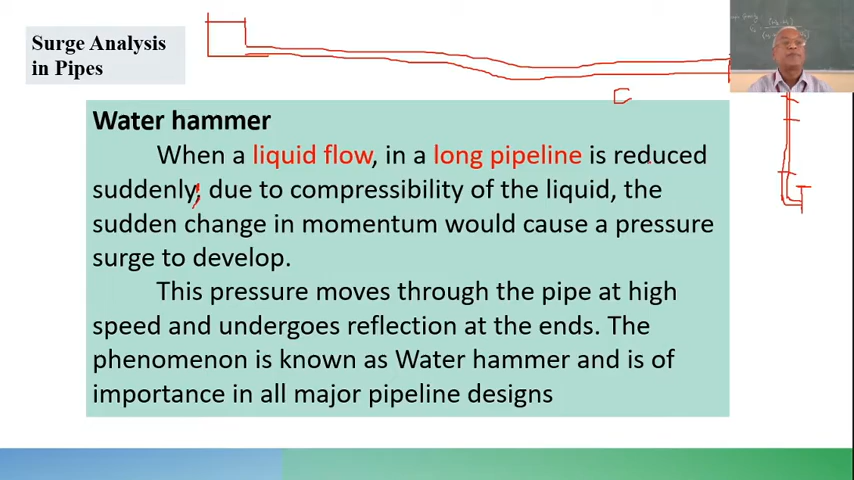 Surge Analysis
in Pipes
Water hammer
When a liquid flow, in a long pipeline is reduced
suddenly, due to compressibility of the liquid, the
sudden change in momentum would cause a pressure
surge to develop.
This pressure moves through the pipe at high
speed and undergoes reflection at the ends. The
phenomenon is known as Water hammer and is of
importance in all major pipeline designs